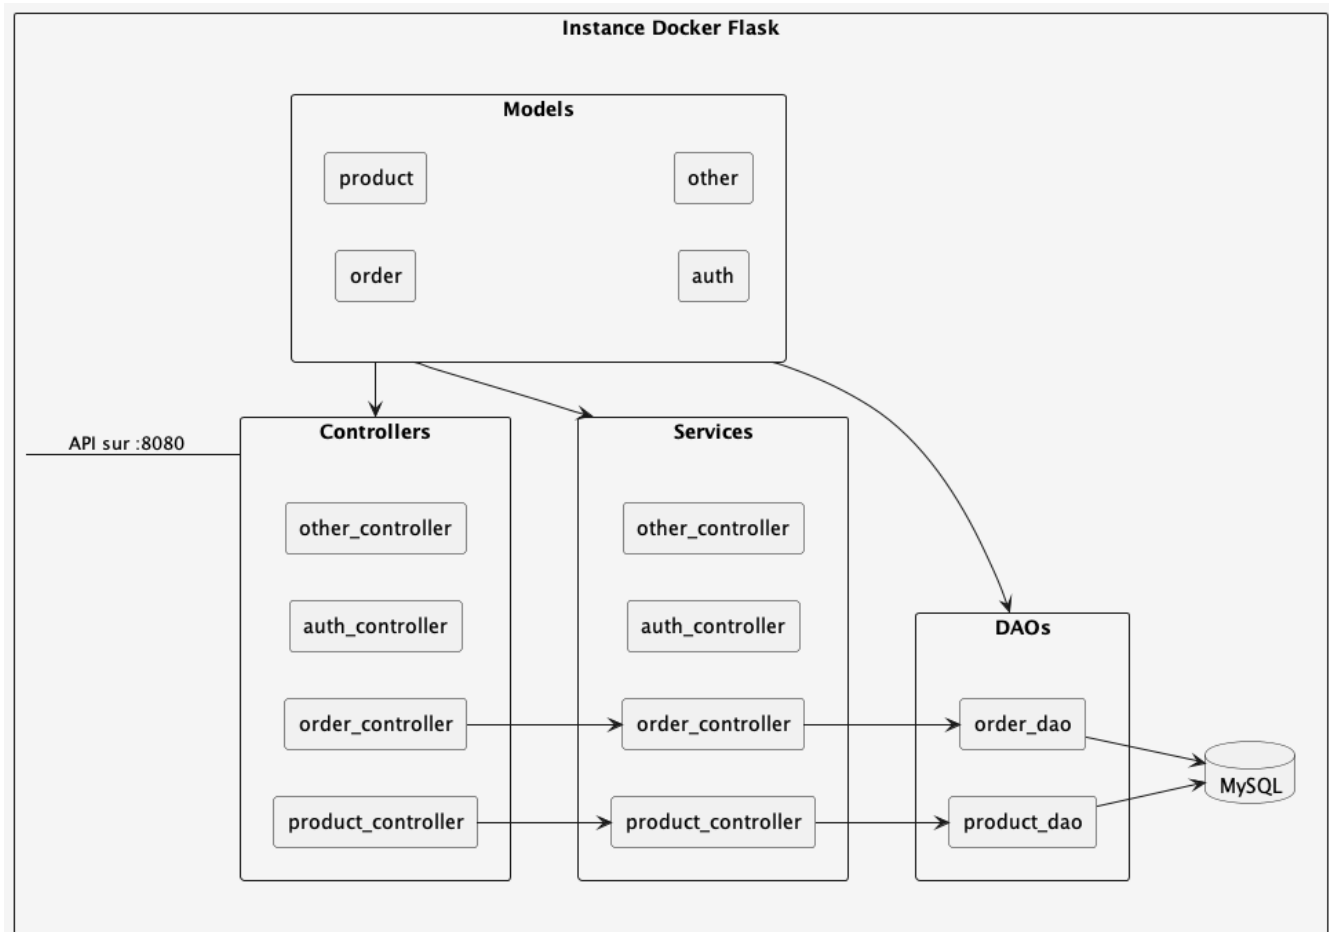 Instance Docker Flask
Models
product
other
order
auth
API sur :8080
Controllers
other_controller
auth_controller
order_controller
product_controller
Services
other_controller
auth_controller
order_controller
product_controller
DAOs
order_dao
product_dao
MySQL